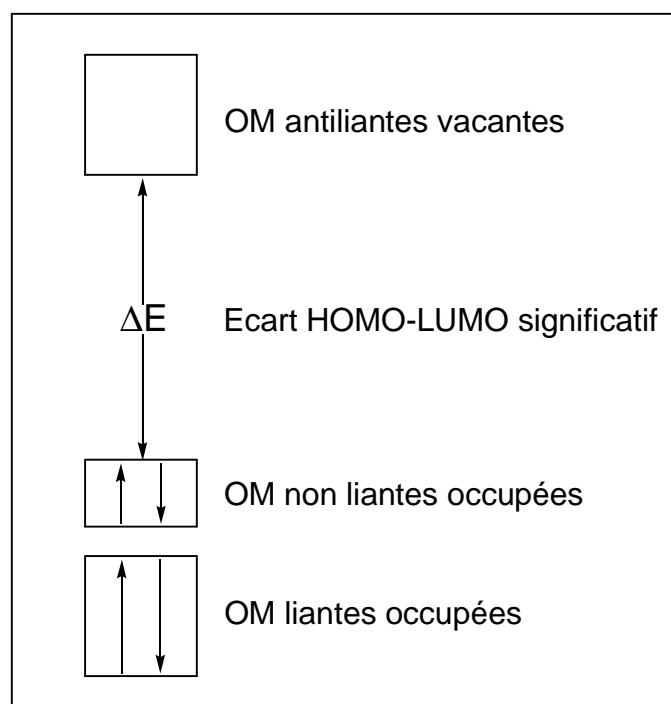 OM antiliantes vacantes
ΔE Ecart HOMO-LUMO significatif
OM non liantes occupées
OM liantes occupées